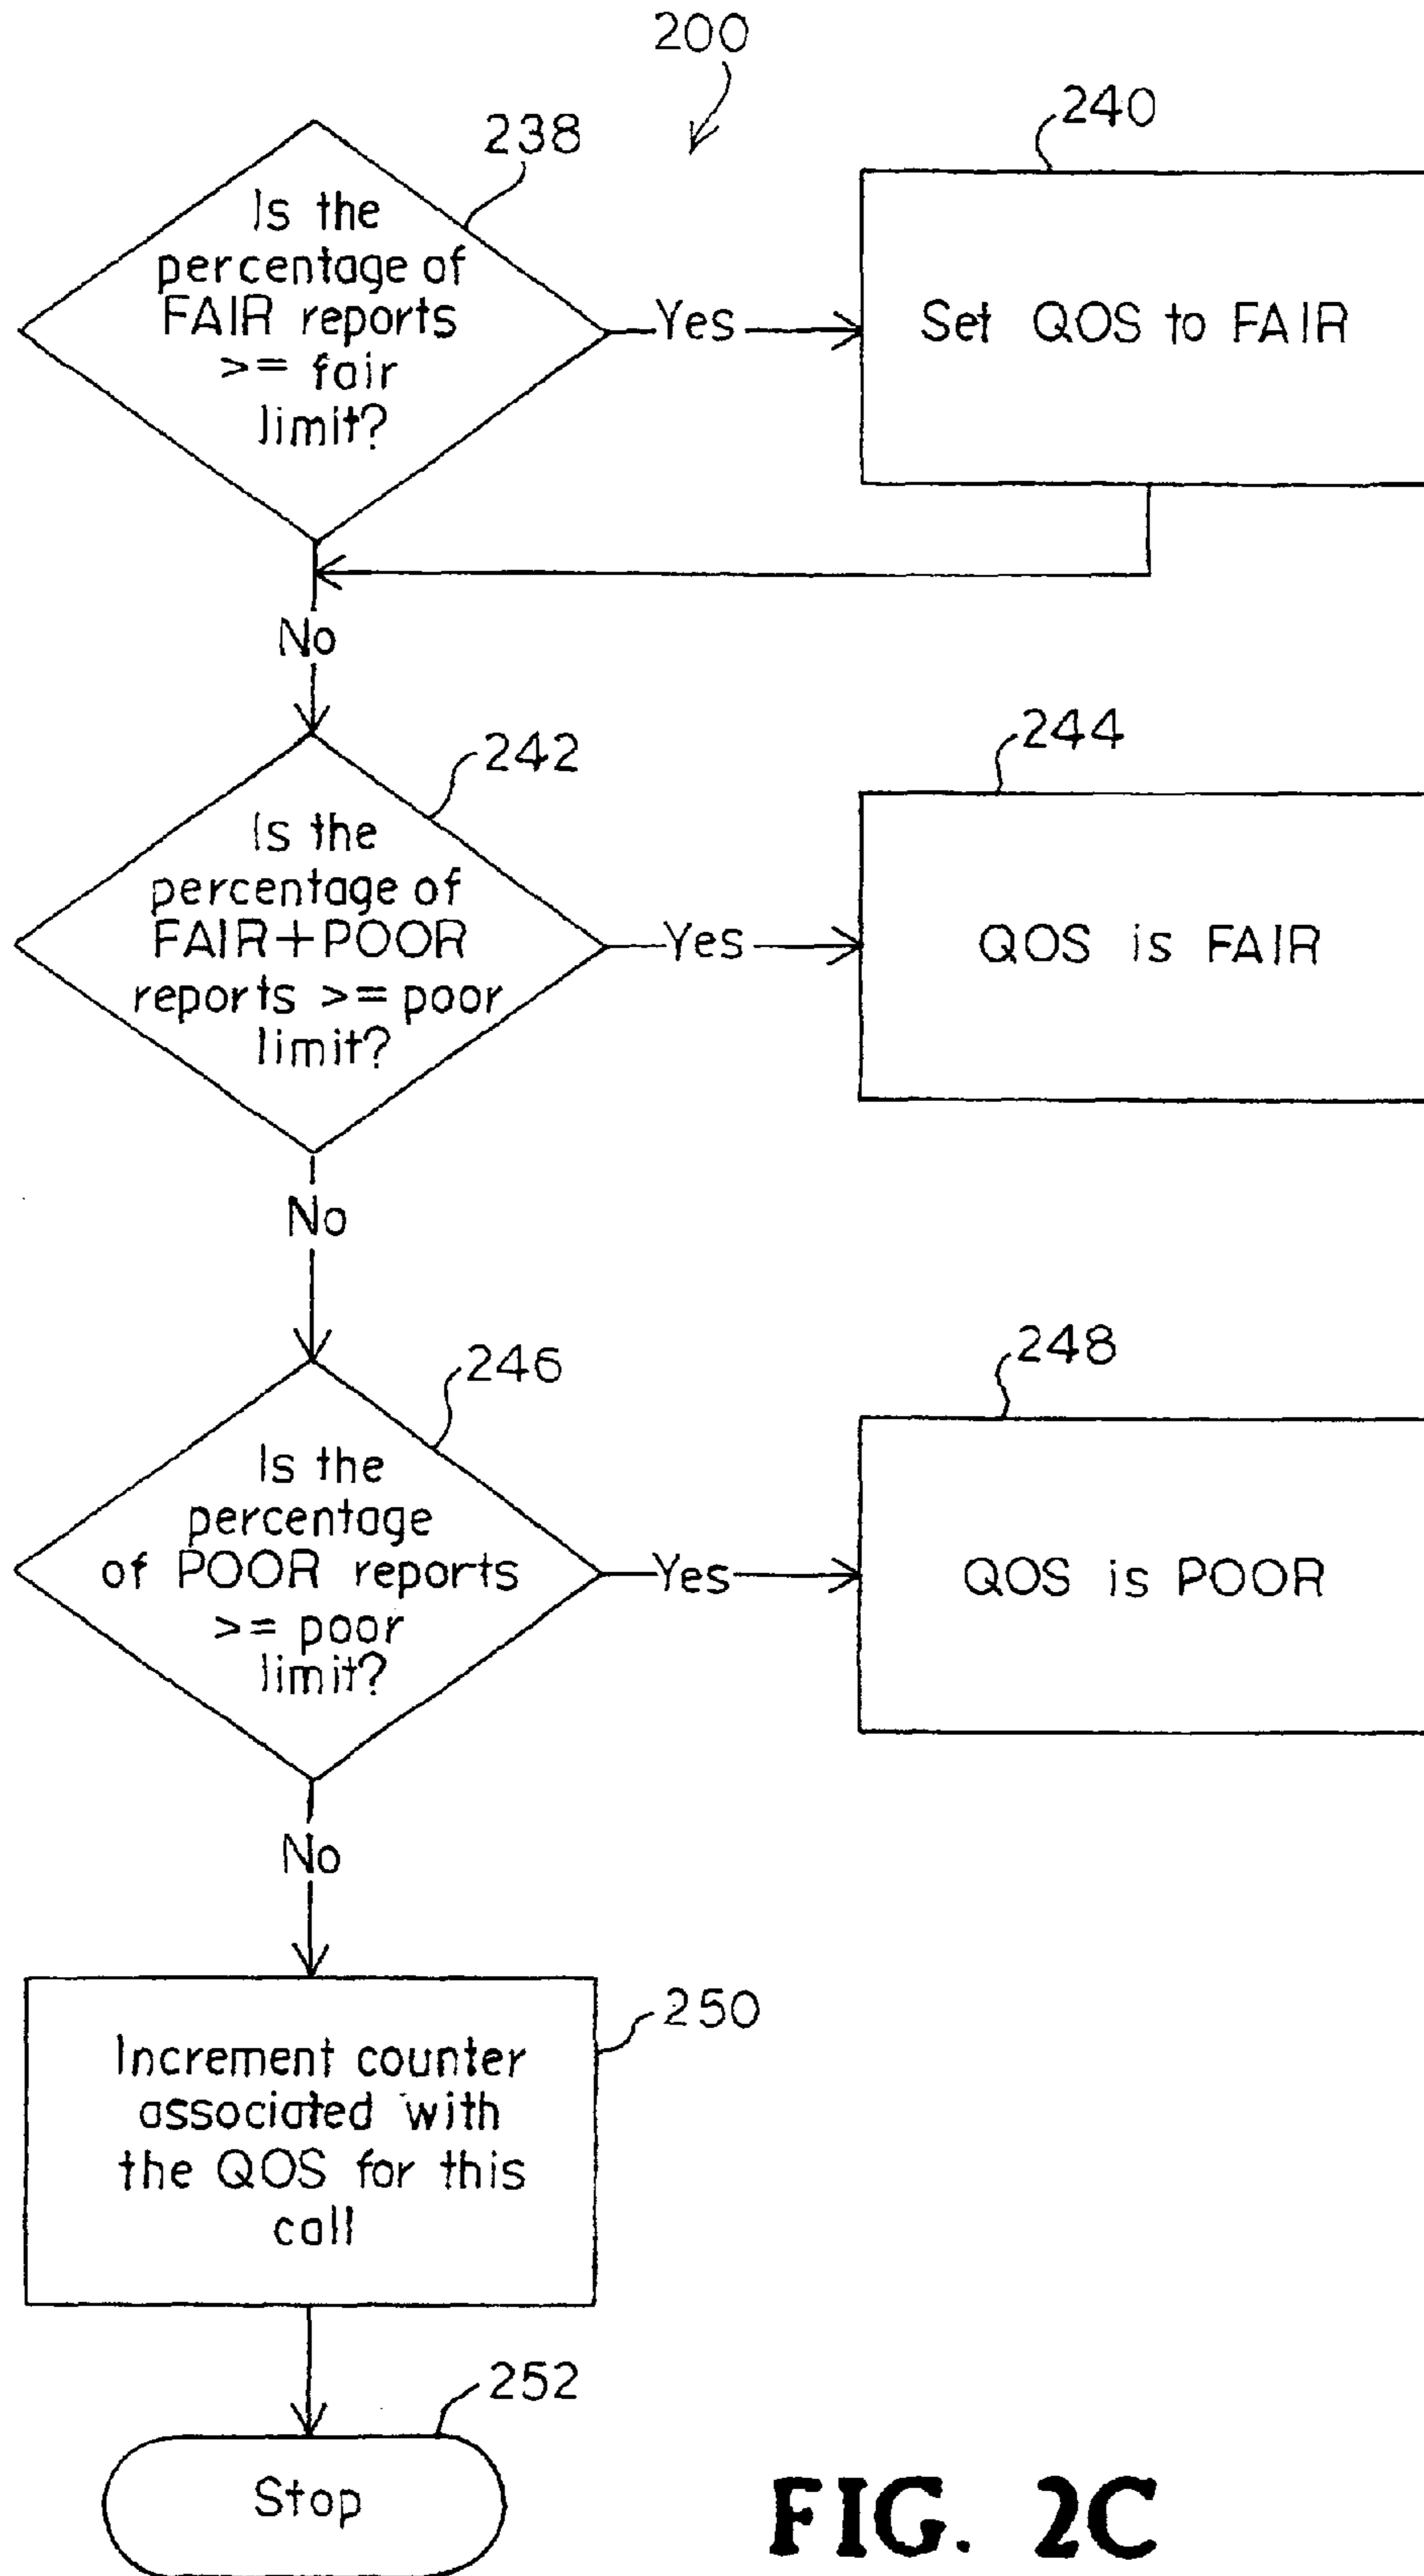 200
238
Is the
percentage of
FAIR reports
>= fair
limit?
Yes
240
Set QOS to FAIR
No
242
Is the
percentage of
FAIR+POOR
reports >= poor
limit?
Yes
244
QOS is FAIR
No
246
Is the
percentage
of POOR reports
>= poor
limit?
Yes
248
QOS is POOR
No
250
Increment counter
associated with
the QOS for this
call
252
Stop
FIG. 2C